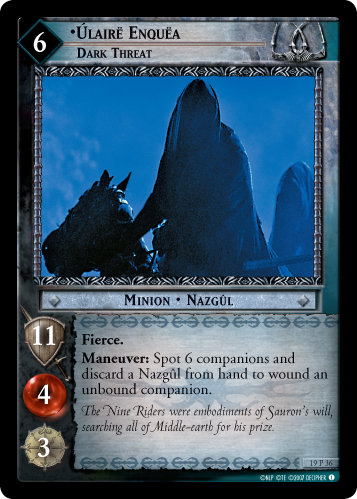 6
•Úlairë Enquëa
Dark Threat
Minion • Nazgûl
11
Fierce.
Maneuver: Spot 6 companions and
discard a Nazgûl from hand to wound an
unbound companion.
4
The Nine Riders were embodiments of Sauron's will,
searching all of Middle-earth for his prize.
3
19 P 36
©NLP ©TE ©2007 DECIPHER